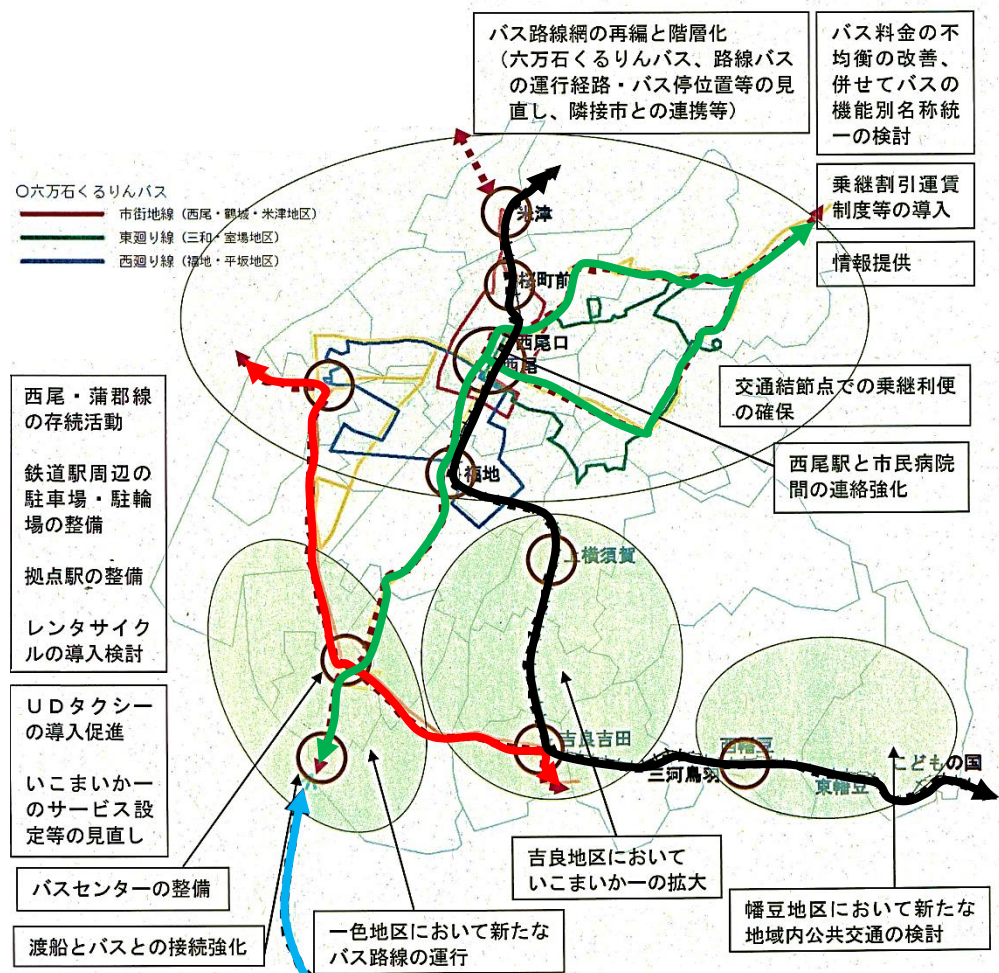 バス路線網の再編と階層化
（六万石くるりんバス、路線バス
の運行経路・バス停位置等の見
直し、隣接市との連携等）
バス料金の不
均衡の改善、
併せてバスの
機能別名称統
一の検討
乗継割引運賃
制度等の導入
情報提供
〇六万石くるりんバス
市街地線（西尾・鶴城・米津地区）
東廻り線（三和・室場地区）
西廻り線（福地・平坂地区）
米津
桜町前
西尾口
西尾
福地
上横須賀
吉良吉田
三河鳥羽
西幡豆
東幡豆
こどもの国
交通結節点での乗継利便
の確保
西尾駅と市民病院
間の連絡強化
西尾・蒲郡線
の存続活動
鉄道駅周辺の
駐車場・駐輪
場の整備
拠点駅の整備
レンタサイク
ルの導入検討
ＵＤタクシー
の導入促進
いこまいかー
のサービス設
定等の見直し
バスセンターの整備
渡船とバスとの接続強化
一色地区において新たな
バス路線の運行
吉良地区において
いこまいかーの拡大
幡豆地区において新たな
地域内公共交通の検討